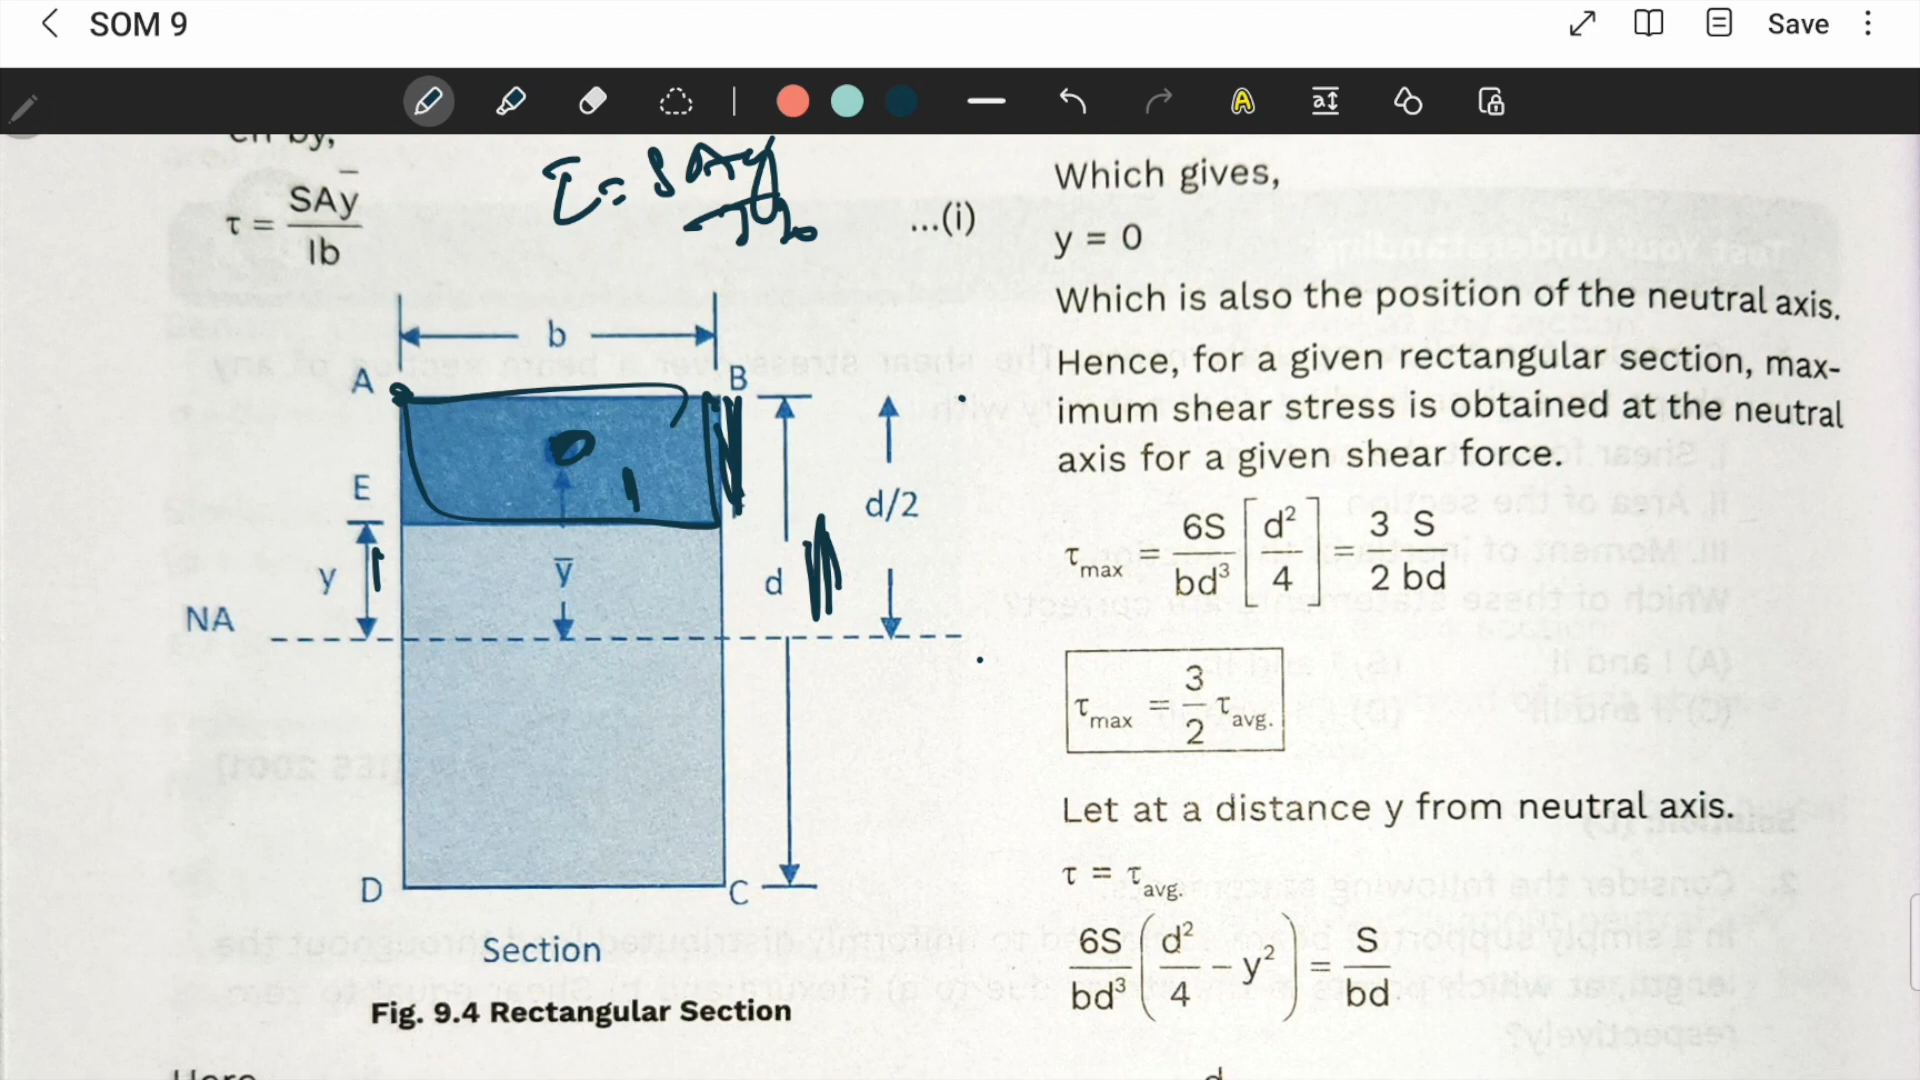 SOM 9
Save
en by,
τ = SAȳ / Ib
τ = SAȳ / Ib
...(i)
b
A
B
E
y
ȳ
d
d/2
NA
D
C
Section
Fig. 9.4 Rectangular Section
Which gives,
y = 0
Which is also the position of the neutral axis.
Hence, for a given rectangular section, max-
imum shear stress is obtained at the neutral
axis for a given shear force.
τmax = 6S/bd³ [d²/4] = 3/2 S/bd
τmax = 3/2 τavg.
Let at a distance y from neutral axis.
τ = τavg.
6S/bd³ (d²/4 − y²) = S/bd
d